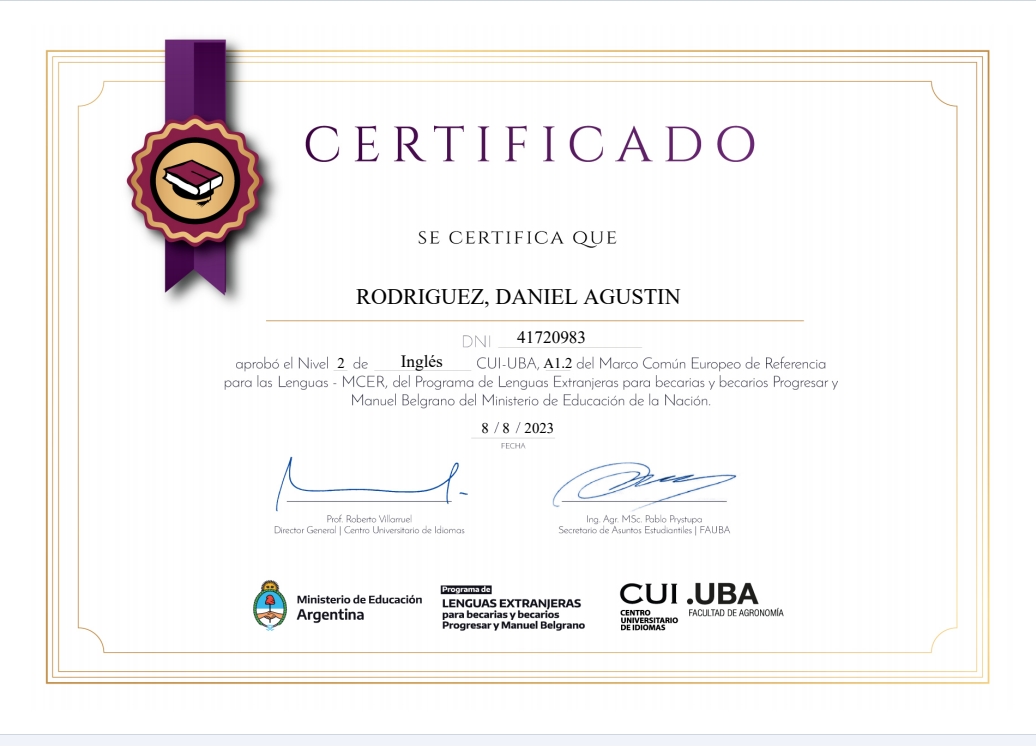 CERTIFICADO
SE CERTIFICA QUE
RODRIGUEZ, DANIEL AGUSTIN
DNI 41720983
aprobó el Nivel 2 de Inglés CUI-UBA, A1.2 del Marco Común Europeo de Referencia
para las Lenguas - MCER, del Programa de Lenguas Extranjeras para becarias y becarios Progresar y
Manuel Belgrano del Ministerio de Educación de la Nación.
8 / 8 / 2023
FECHA
Prof. Roberto Villarruel
Director General | Centro Universitario de Idiomas
Ing. Agr. MSc. Pablo Prystupa
Secretario de Asuntos Estudiantiles | FAUBA
Ministerio de Educación
Argentina
Programa de
LENGUAS EXTRANJERAS
para becarias y becarios
Progresar y Manuel Belgrano
CUI.UBA
CENTRO
UNIVERSITARIO
DE IDIOMAS
FACULTAD DE AGRONOMÍA